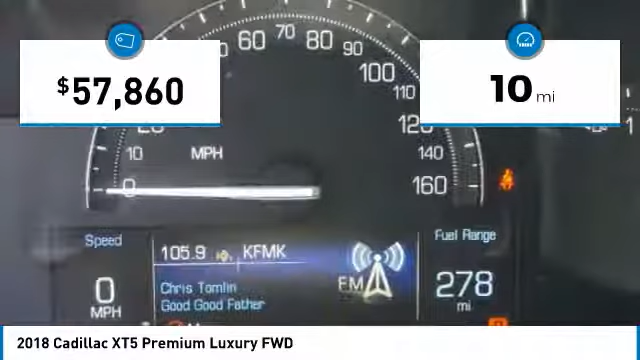 $57,860
10 mi
60 70 80
90
100
110
120
10 MPH 140
0 160
Speed
105.9 KFMK
Fuel Range
FM
0
MPH
Chris Tomlin
Good Good Father
278
mi
2018 Cadillac XT5 Premium Luxury FWD